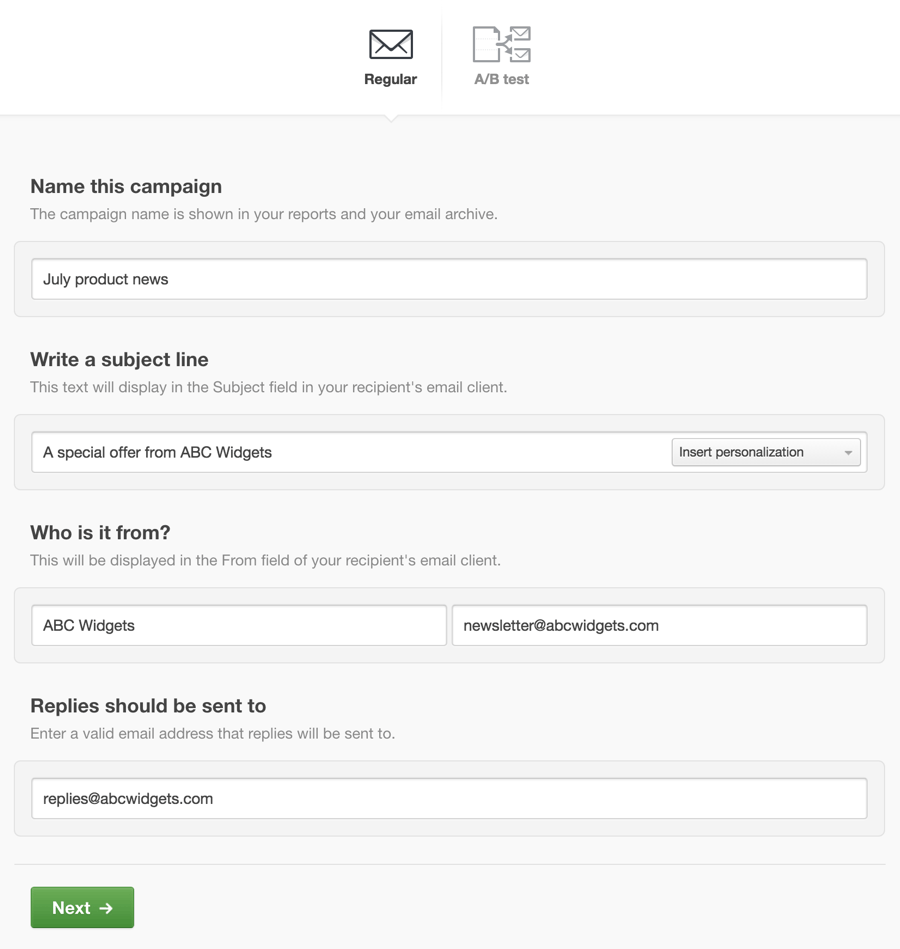 Regular
A/B test
Name this campaign
The campaign name is shown in your reports and your email archive.
July product news
Write a subject line
This text will display in the Subject field in your recipient's email client.
A special offer from ABC Widgets
Insert personalization
Who is it from?
This will be displayed in the From field of your recipient's email client.
ABC Widgets
newsletter@abcwidgets.com
Replies should be sent to
Enter a valid email address that replies will be sent to.
replies@abcwidgets.com
Next →